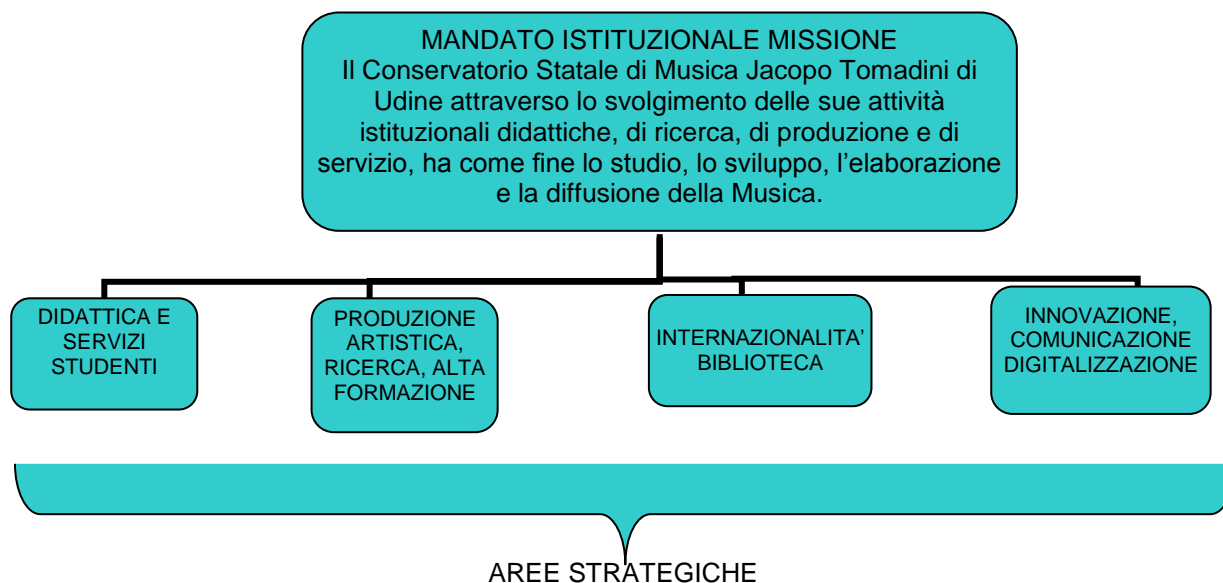 MANDATO ISTITUZIONALE MISSIONE
Il Conservatorio Statale di Musica Jacopo Tomadini di
Udine attraverso lo svolgimento delle sue attività
istituzionali didattiche, di ricerca, di produzione e di
servizio, ha come fine lo studio, lo sviluppo, l’elaborazione
e la diffusione della Musica.
DIDATTICA E
SERVIZI
STUDENTI
PRODUZIONE
ARTISTICA,
RICERCA, ALTA
FORMAZIONE
INTERNAZIONALITA’
BIBLIOTECA
INNOVAZIONE,
COMUNICAZIONE
DIGITALIZZAZIONE
AREE STRATEGICHE